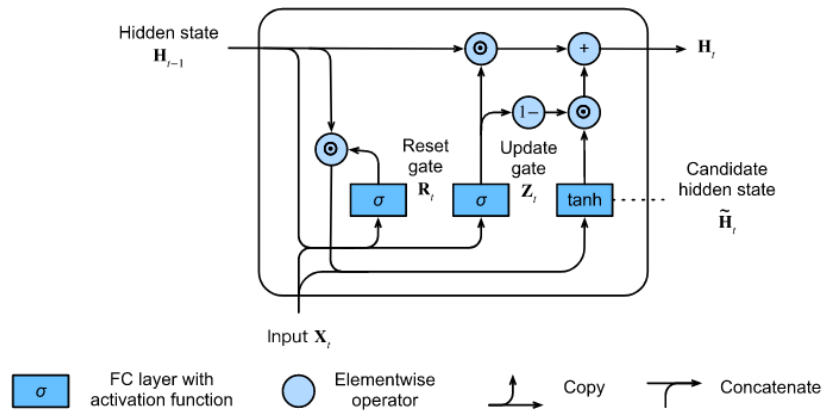 Hidden state
H_{t−1}
H_t
1−
+
Reset
gate
R_t
Update
gate
Z_t
Candidate
hidden state
H̃_t
σ
σ
tanh
Input X_t
σ
FC layer with
activation function
Elementwise
operator
Copy
Concatenate